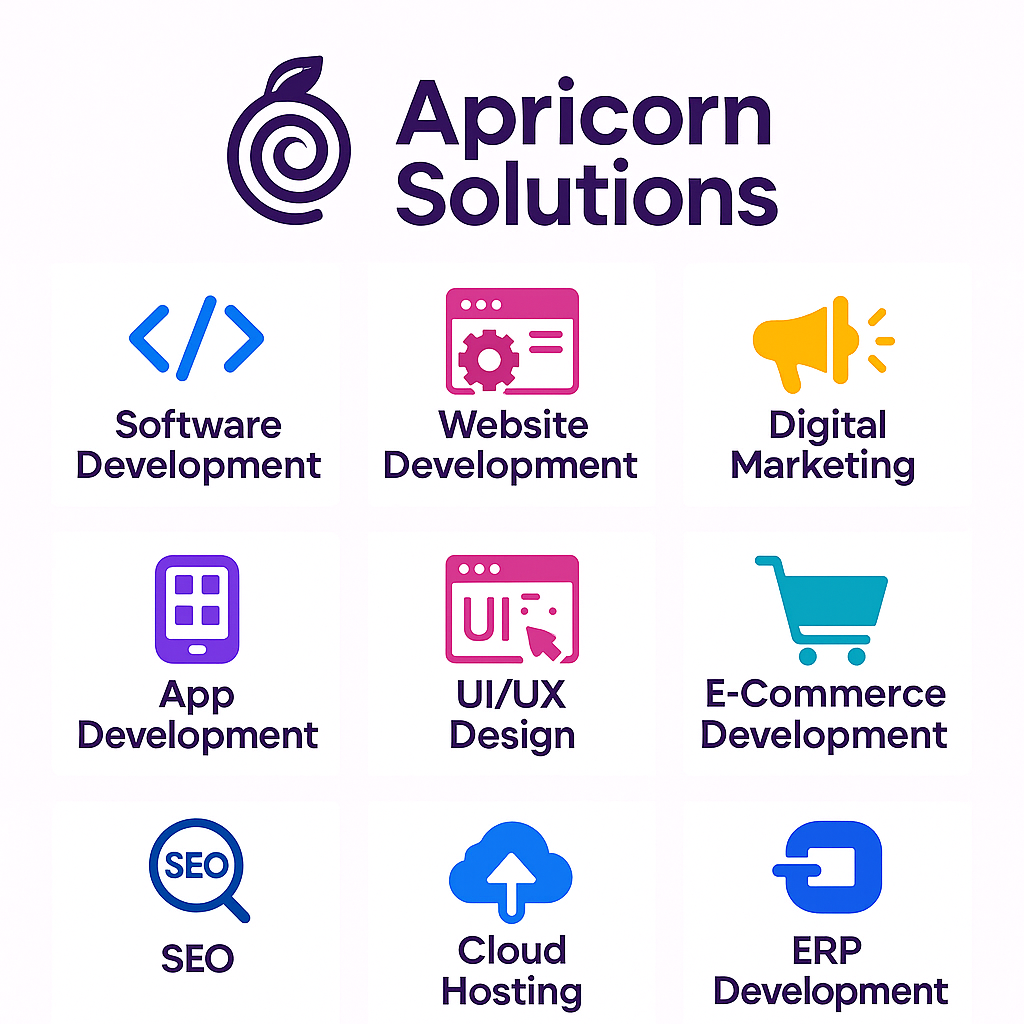 Apricorn
Solutions
Software
Development
Website
Development
Digital
Marketing
App
Development
UI
UI/UX
Design
E-Commerce
Development
SEO
SEO
Cloud
Hosting
ERP
Development